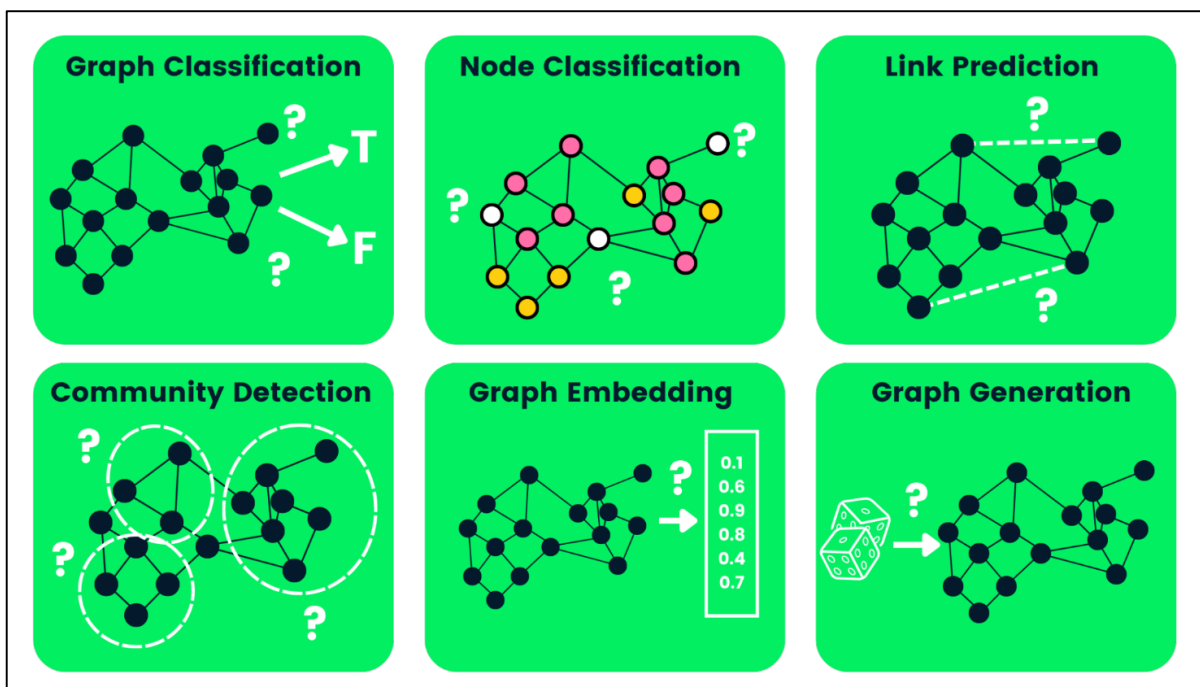 Graph Classification
?
T
F
?
Node Classification
?
?
?
Link Prediction
?
?
Community Detection
?
?
?
Graph Embedding
?
0.1
0.6
0.9
0.8
0.4
0.7
Graph Generation
?